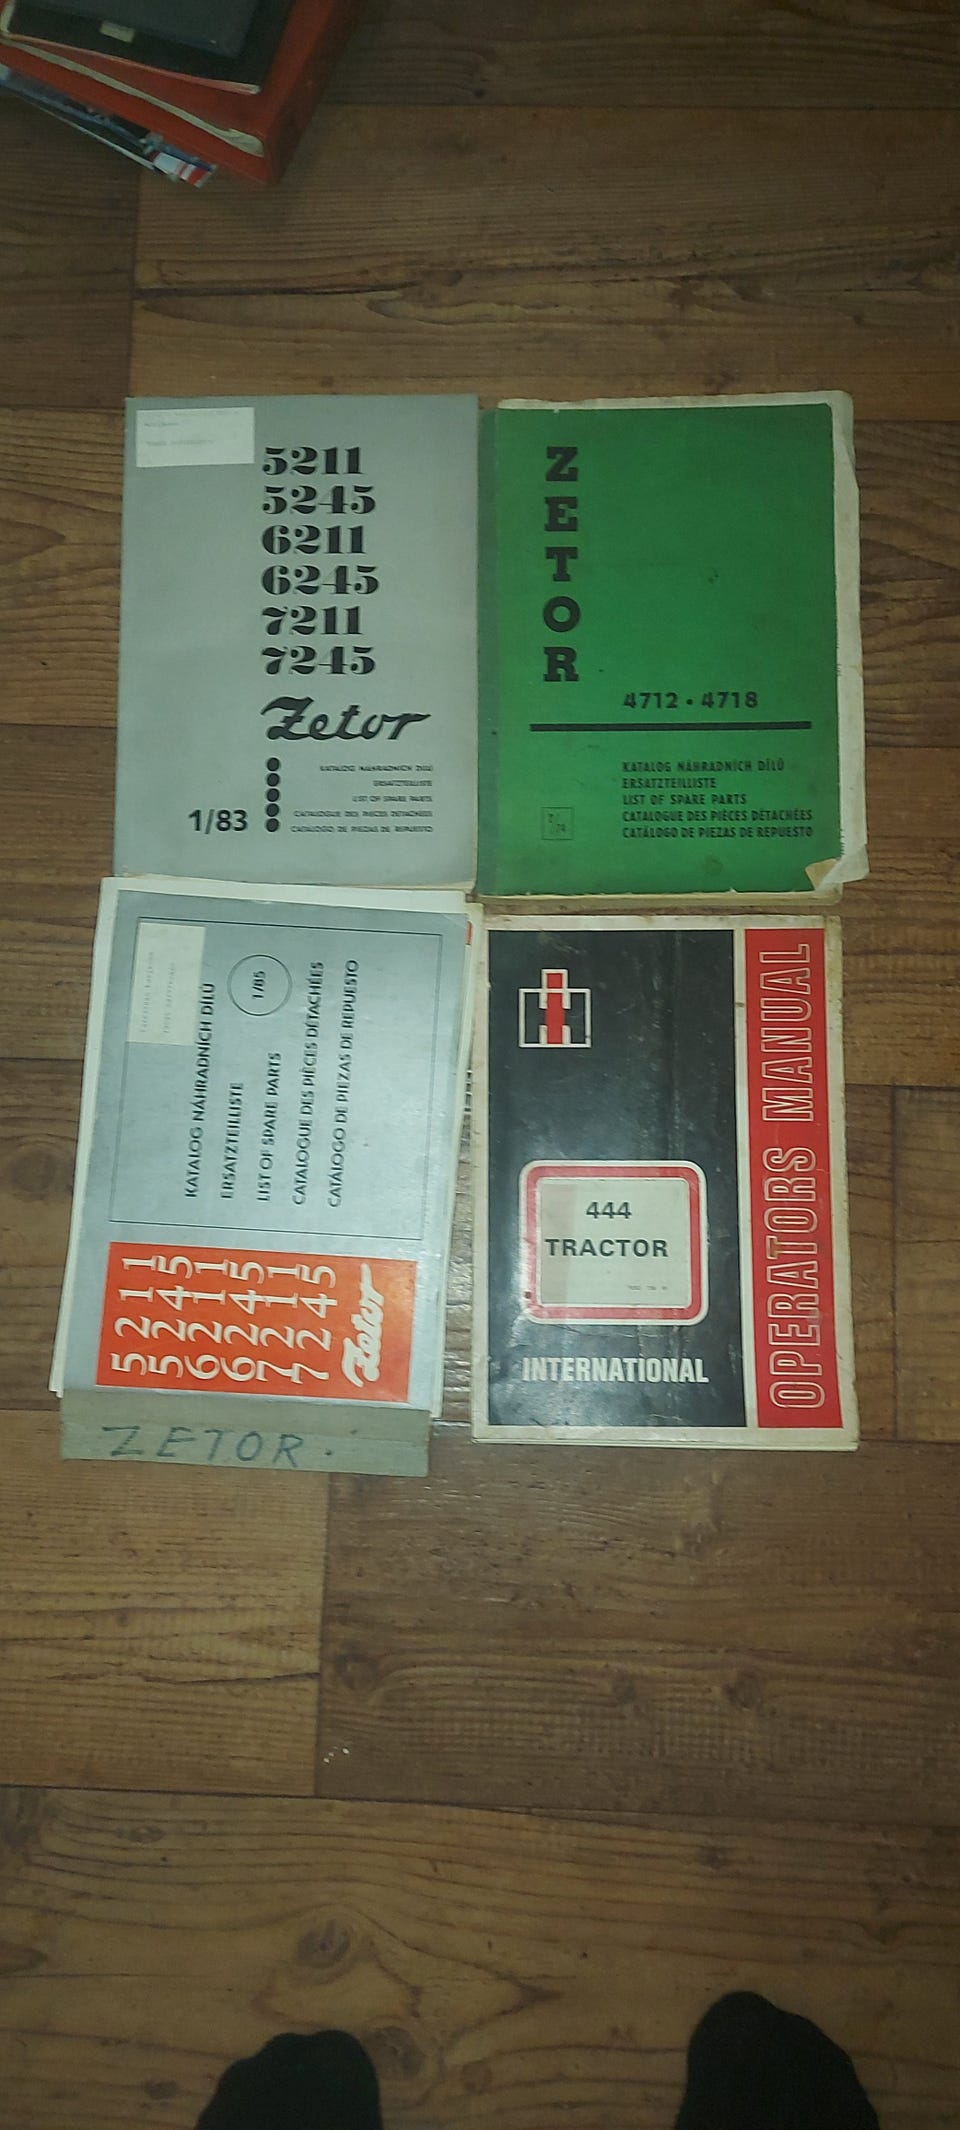 5211
5245
6211
6245
7211
7245
Zetor
1/83
KATALOG NÁHRADNÍCH DÍLŮ
ERSATZTEILLISTE
LIST OF SPARE PARTS
CATALOGUE DES PIÈCES DÉTACHÉES
CATÁLOGO DE PIEZAS DE REPUESTO
ZETOR
4712 • 4718
KATALOG NÁHRADNÍCH DÍLŮ
ERSATZTEILLISTE
LIST OF SPARE PARTS
CATALOGUE DES PIÈCES DÉTACHÉES
CATÁLOGO DE PIEZAS DE REPUESTO
KATALOG NÁHRADNÍCH DÍLŮ
ERSATZTEILLISTE
1/85
LIST OF SPARE PARTS
CATALOGUE DES PIÈCES DÉTACHÉES
CATÁLOGO DE PIEZAS DE REPUESTO
5211
5245
6211
6245
7211
7245
Zetor
ZETOR.
444
TRACTOR
INTERNATIONAL
OPERATORS MANUAL